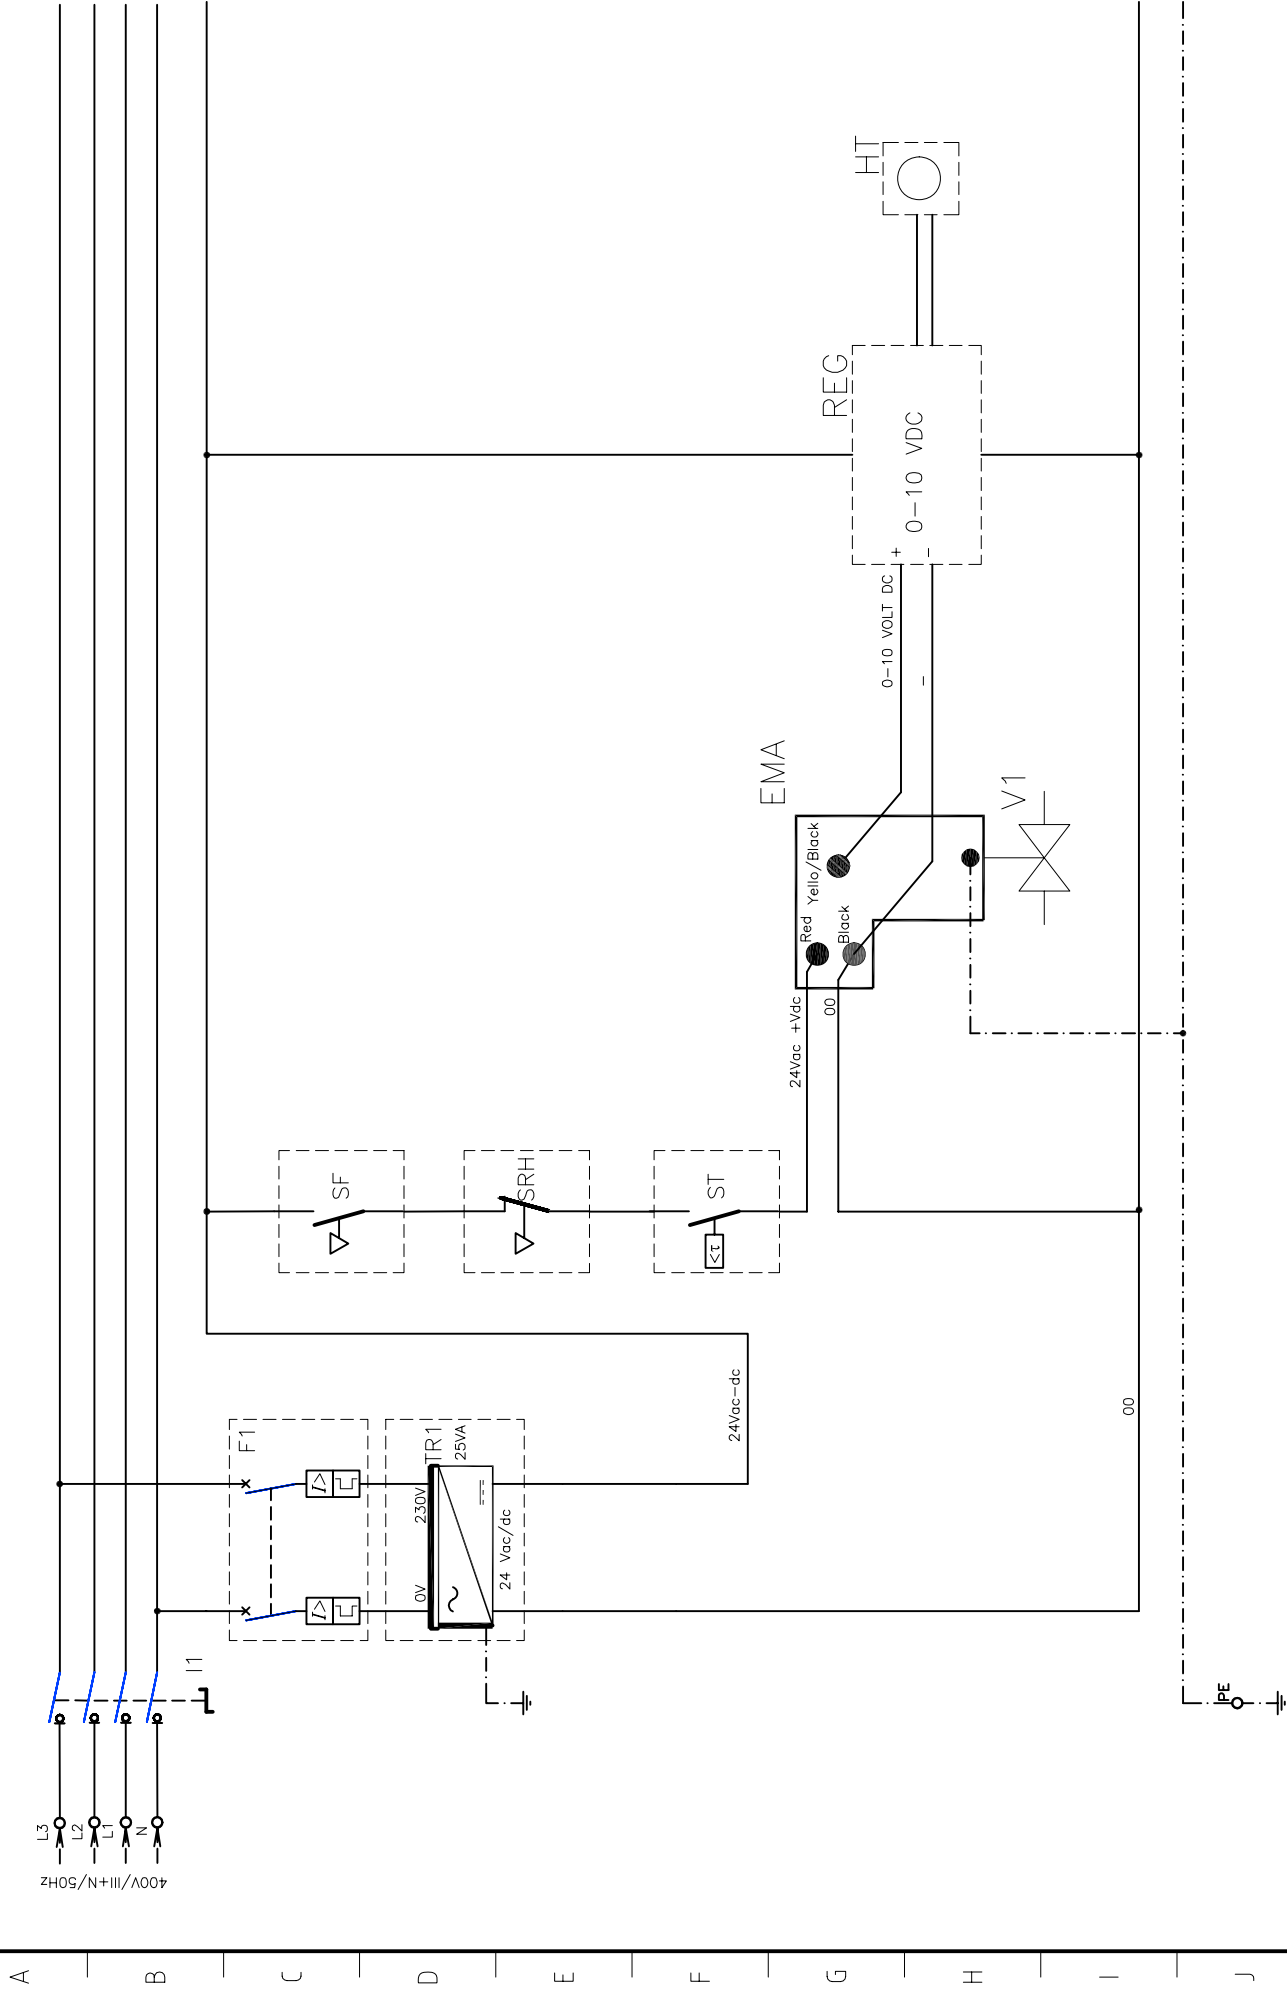 HT
REG
0-10 VDC
+
-
0-10 VOLT DC
-
EMA
Yello/Black
Red
Black
V1
24Vac +Vdc
00
SF
SRH
ST
<τ
24Vac-dc
00
F1
I>
I>
TR1
25VA
230V
0V
24 Vac/dc
I1
PE
L3
L2
L1
N
400V/III+N/50Hz
A
B
C
D
E
F
G
H
I
J